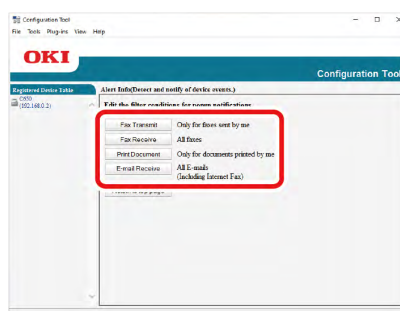 Configuration Tool
File Tools Plug-ins View Help
OKI
Configuration Tool
Registered Device Table
Alert Info(Detect and notify of device events.)
C650
(192.168.0.2)
Edit the filter conditions for popup notifications
Fax Transmit Only for faxes sent by me
Fax Receive All faxes
Print Document Only for documents printed by me
E-mail Receive All E-mails
(Including Internet Fax)